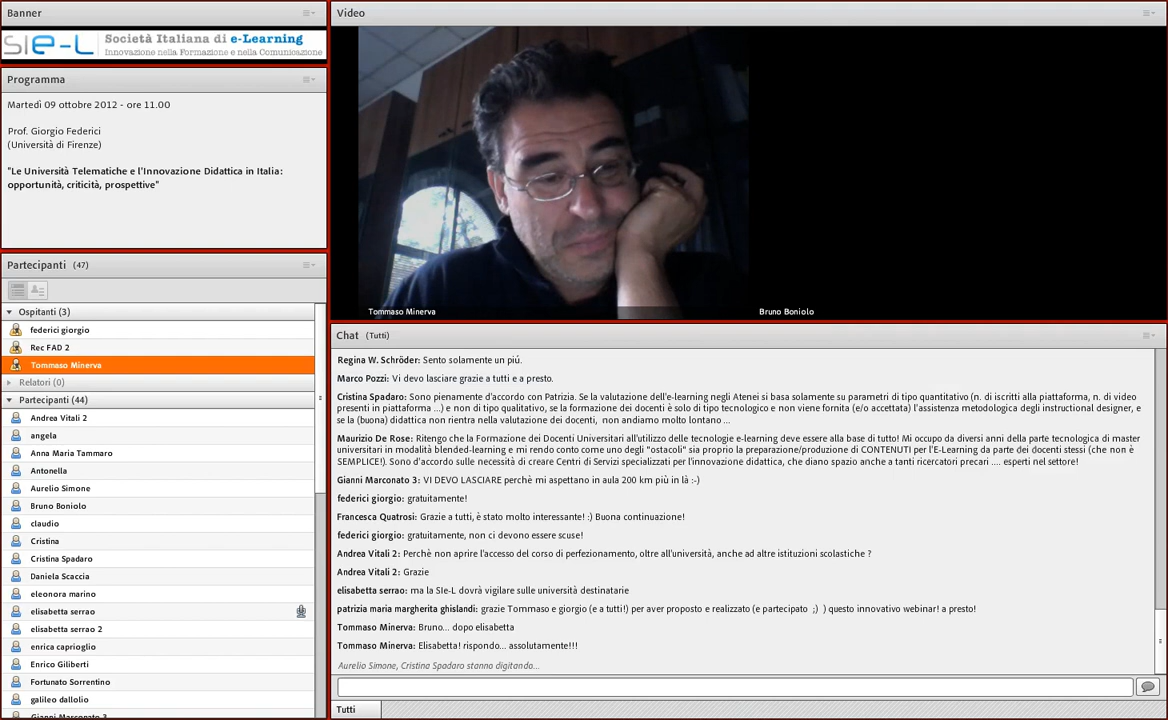 Banner
SIe-L
Società Italiana di e-Learning
Innovazione nella Formazione e nella Comunicazione
Programma
Martedì 09 ottobre 2012 - ore 11.00
Prof. Giorgio Federici
(Università di Firenze)
"Le Università Telematiche e l'Innovazione Didattica in Italia:
opportunità, criticità, prospettive"
Partecipanti (47)
Ospitanti (3)
federici giorgio
Rec FAD 2
Tommaso Minerva
Relatori (0)
Partecipanti (44)
Andrea Vitali 2
angela
Anna Maria Tammaro
Antonella
Aurelio Simone
Bruno Boniolo
claudio
Cristina
Cristina Spadaro
Daniela Scaccia
eleonora marino
elisabetta serrao
elisabetta serrao 2
enrica caprioglio
Enrico Giliberti
Fortunato Sorrentino
galileo dallolio
Gianni Marconato 3
Video
Tommaso Minerva
Bruno Boniolo
Chat (Tutti)
Regina W. Schröder: Sento solamente un piú.
Marco Pozzi: Vi devo lasciare grazie a tutti e a presto.
Cristina Spadaro: Sono pienamente d'accordo con Patrizia. Se la valutazione dell'e-learning negli Atenei si basa solamente su parametri di tipo quantitativo (n. di iscritti alla piattaforma, n. di video
presenti in piattaforma ...) e non di tipo qualitativo, se la formazione dei docenti è solo di tipo tecnologico e non viene fornita (e/o accettata) l'assistenza metodologica degli instructional designer, e
se la (buona) didattica non rientra nella valutazione dei docenti, non andiamo molto lontano ...
Maurizio De Rose: Ritengo che la Formazione dei Docenti Universitari all'utilizzo delle tecnologie e-learning deve essere alla base di tutto! Mi occupo da diversi anni della parte tecnologica di master
universitari in modalità blended-learning e mi rendo conto come uno degli "ostacoli" sia proprio la preparazione/produzione di CONTENUTI per l'E-Learning da parte dei docenti stessi (che non è
SEMPLICE!). Sono d'accordo sulle necessità di creare Centri di Servizi specializzati per l'innovazione didattica, che diano spazio anche a tanti ricercatori precari .... esperti nel settore!
Gianni Marconato 3: VI DEVO LASCIARE perchè mi aspettano in aula 200 km più in là :-)
federici giorgio: gratuitamente!
Francesca Quatrosi: Grazie a tutti, è stato molto interessante! :) Buona continuazione!
federici giorgio: gratuitamente, non ci devono essere scuse!
Andrea Vitali 2: Perchè non aprire l'accesso del corso di perfezionamento, oltre all'università, anche ad altre istituzioni scolastiche ?
Andrea Vitali 2: Grazie
elisabetta serrao: ma la SIe-L dovrà vigilare sulle università destinatarie
patrizia maria margherita ghislandi: grazie Tommaso e giorgio (e a tutti!) per aver proposto e realizzato (e partecipato ;) ) questo innovativo webinar! a presto!
Tommaso Minerva: Bruno... dopo elisabetta
Tommaso Minerva: Elisabetta! rispondo... assolutamente!!!
Aurelio Simone, Cristina Spadaro stanno digitando...
Tutti